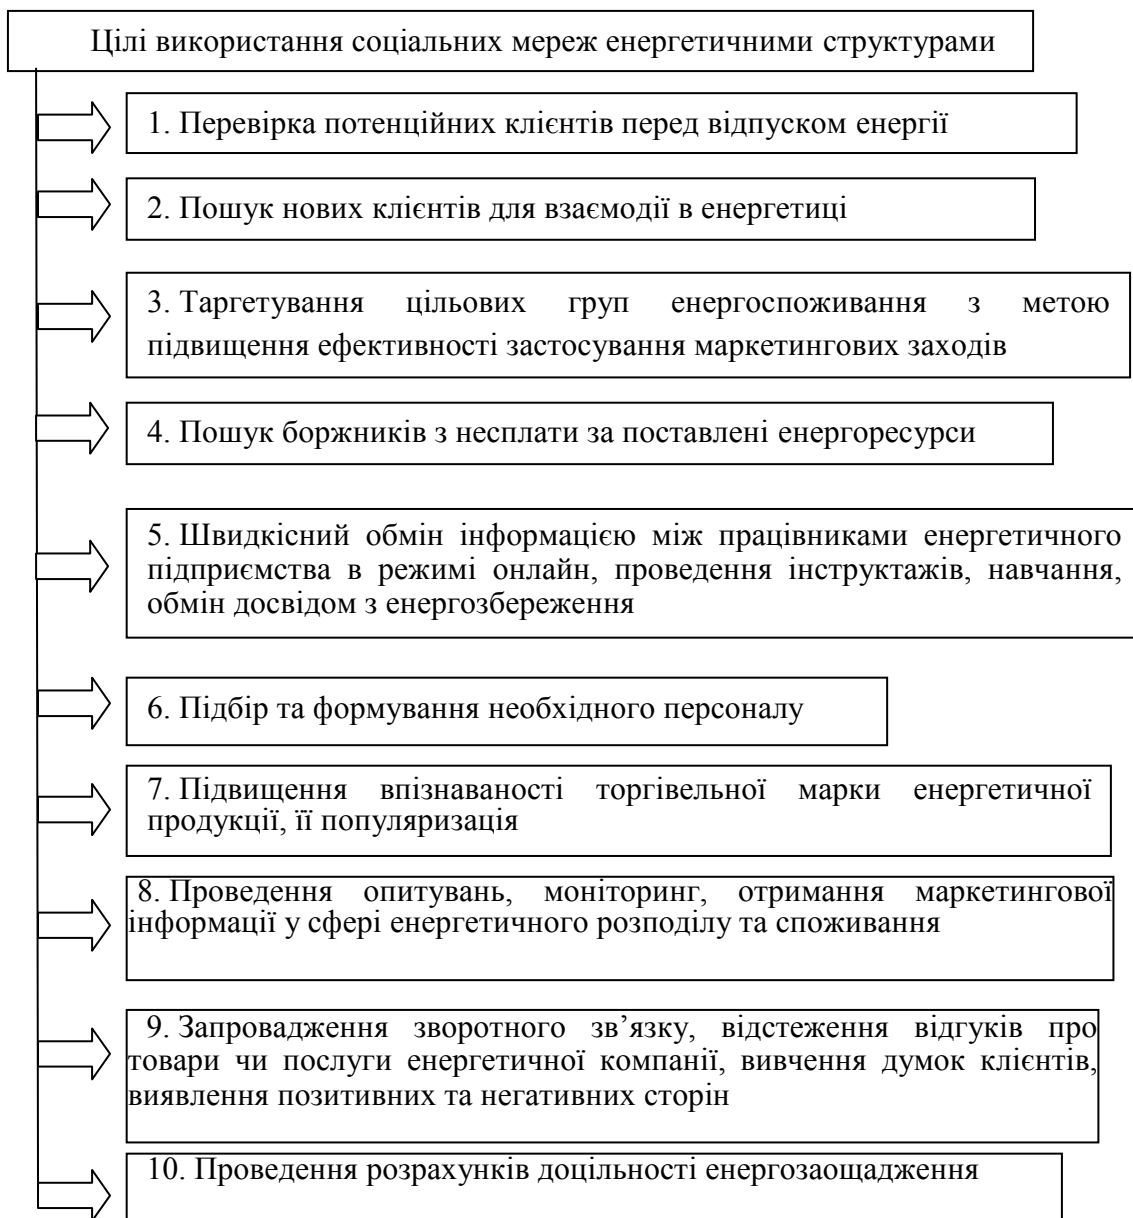 Цілі використання соціальних мереж енергетичними структурами
1. Перевірка потенційних клієнтів перед відпуском енергії
2. Пошук нових клієнтів для взаємодії в енергетиці
3. Таргетування цільових груп енергоспоживання з метою
підвищення ефективності застосування маркетингових заходів
4. Пошук боржників з несплати за поставлені енергоресурси
5. Швидкісний обмін інформацією між працівниками енергетичного
підприємства в режимі онлайн, проведення інструктажів, навчання,
обмін досвідом з енергозбереження
6. Підбір та формування необхідного персоналу
7. Підвищення впізнаваності торгівельної марки енергетичної
продукції, її популяризація
8. Проведення опитувань, моніторинг, отримання маркетингової
інформації у сфері енергетичного розподілу та споживання
9. Запровадження зворотного зв’язку, відстеження відгуків про
товари чи послуги енергетичної компанії, вивчення думок клієнтів,
виявлення позитивних та негативних сторін
10. Проведення розрахунків доцільності енергозаощадження